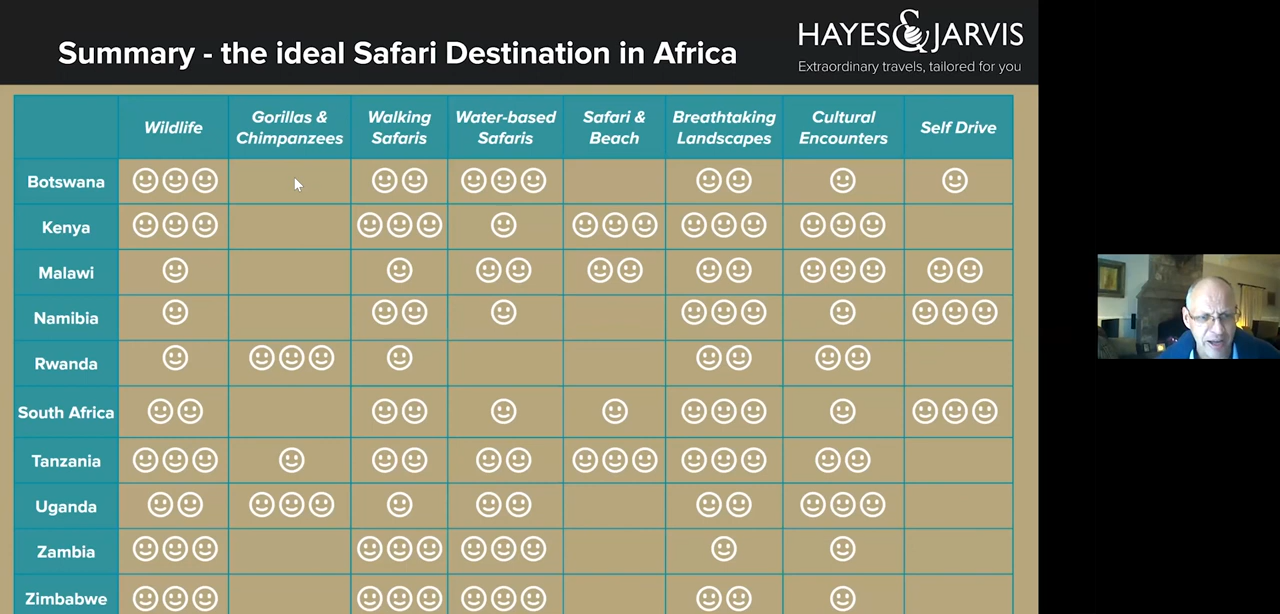 Summary - the ideal Safari Destination in Africa
HAYES & JARVIS
Extraordinary travels, tailored for you
Wildlife
Gorillas &
Chimpanzees
Walking
Safaris
Water-based
Safaris
Safari &
Beach
Breathtaking
Landscapes
Cultural
Encounters
Self Drive
Botswana
Kenya
Malawi
Namibia
Rwanda
South Africa
Tanzania
Uganda
Zambia
Zimbabwe